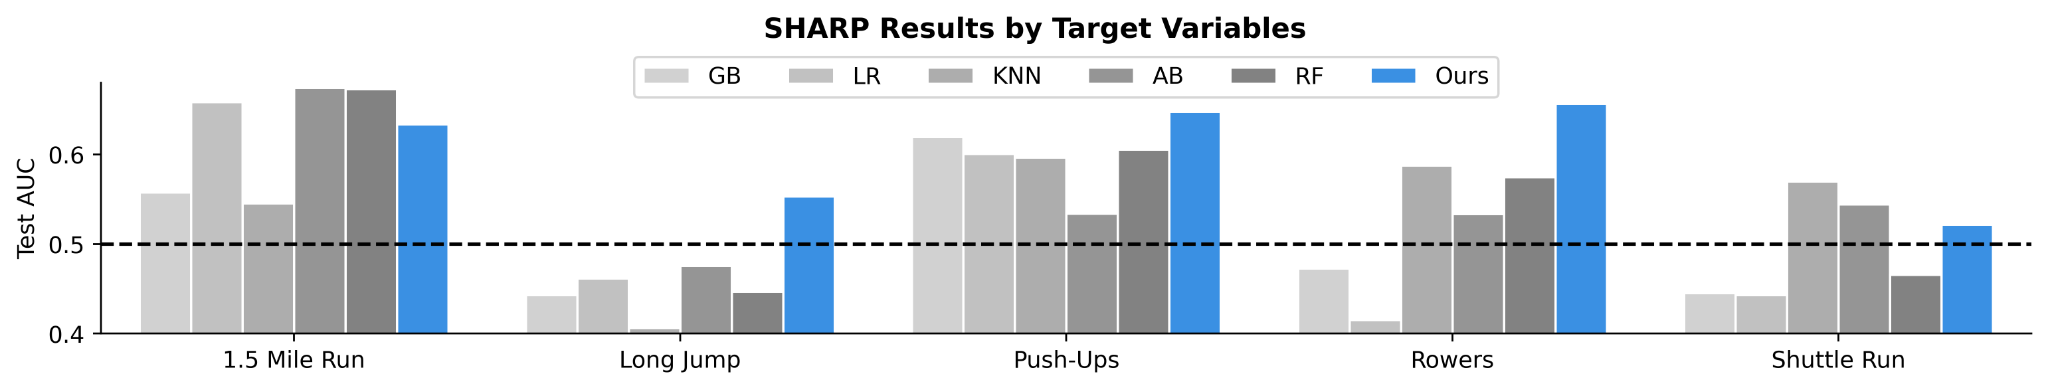 SHARP Results by Target Variables
GB LR KNN AB RF Ours
Test AUC
0.6
0.5
0.4
1.5 Mile Run Long Jump Push-Ups Rowers Shuttle Run